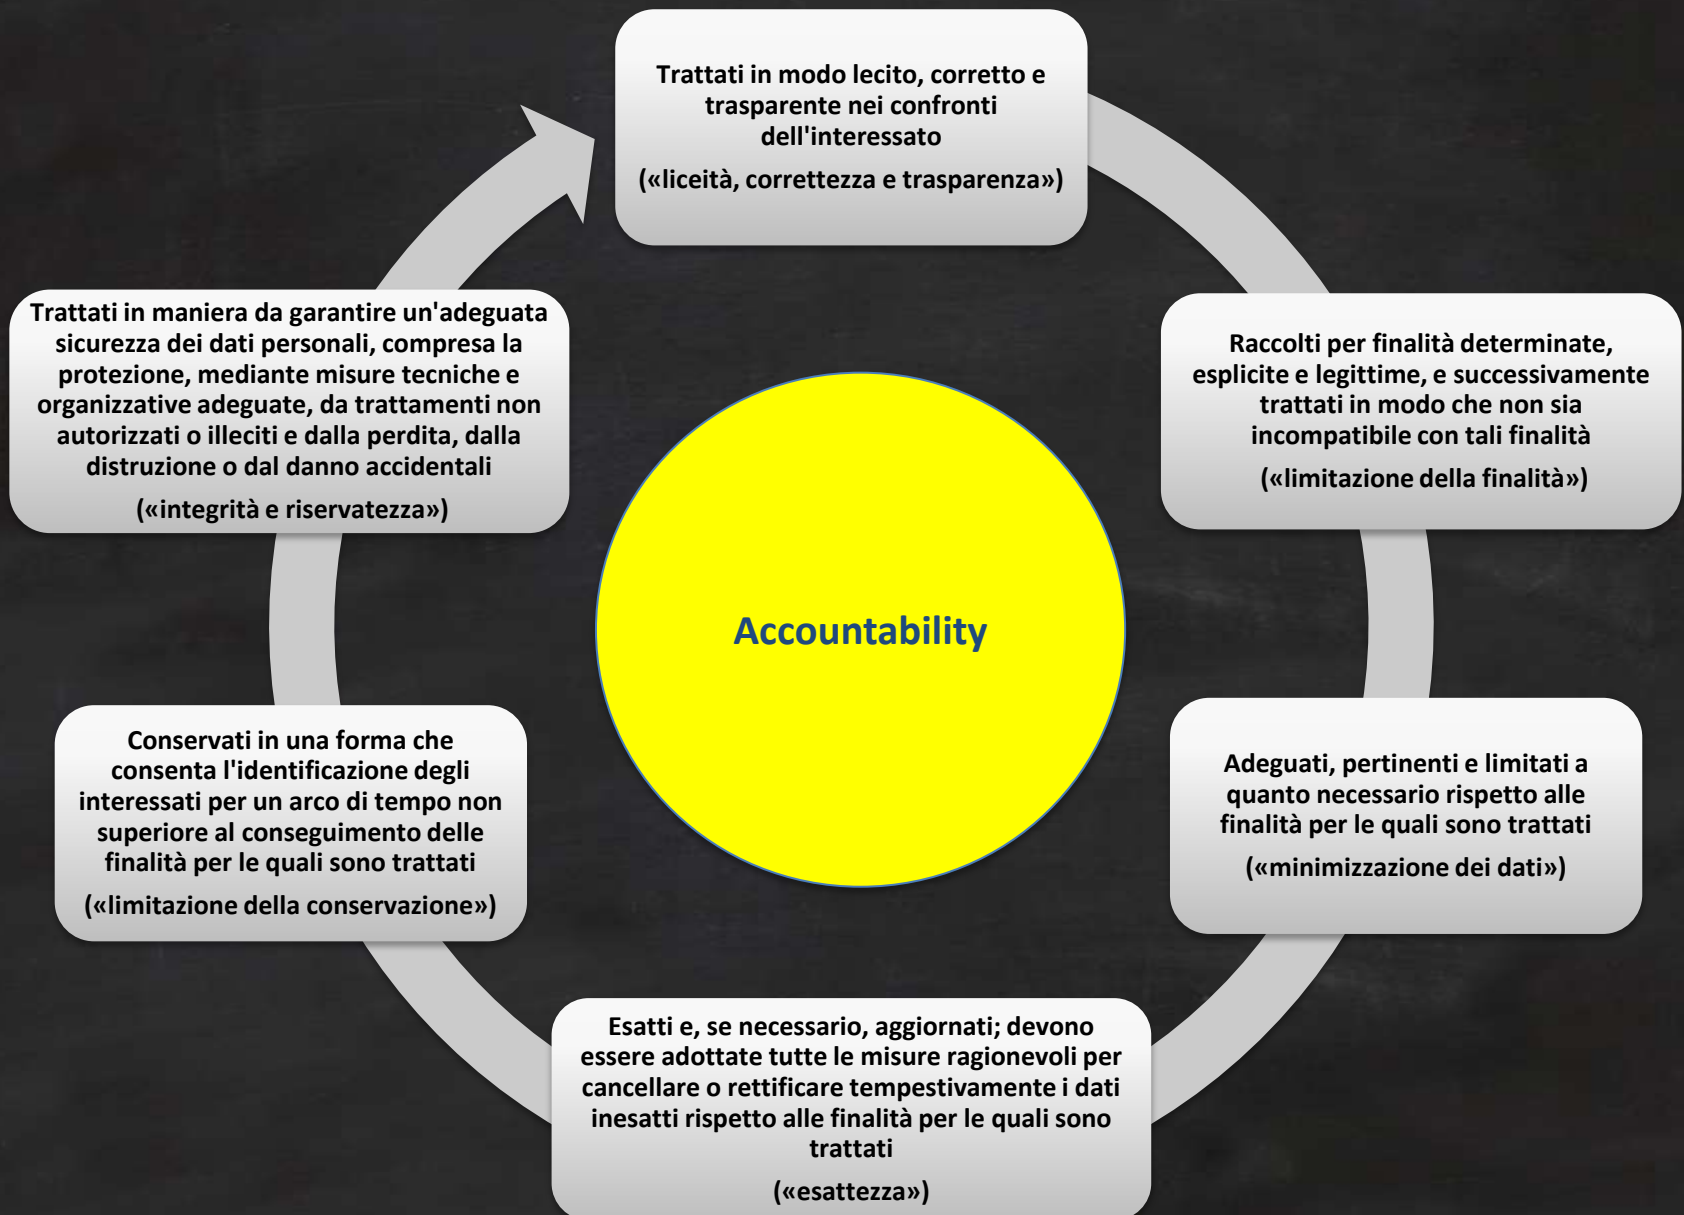 Trattati in modo lecito, corretto e
trasparente nei confronti
dell'interessato
(«liceità, correttezza e trasparenza»)
Raccolti per finalità determinate,
esplicite e legittime, e successivamente
trattati in modo che non sia
incompatibile con tali finalità
(«limitazione della finalità»)
Adeguati, pertinenti e limitati a
quanto necessario rispetto alle
finalità per le quali sono trattati
(«minimizzazione dei dati»)
Esatti e, se necessario, aggiornati; devono
essere adottate tutte le misure ragionevoli per
cancellare o rettificare tempestivamente i dati
inesatti rispetto alle finalità per le quali sono
trattati
(«esattezza»)
Conservati in una forma che
consenta l'identificazione degli
interessati per un arco di tempo non
superiore al conseguimento delle
finalità per le quali sono trattati
(«limitazione della conservazione»)
Trattati in maniera da garantire un'adeguata
sicurezza dei dati personali, compresa la
protezione, mediante misure tecniche e
organizzative adeguate, da trattamenti non
autorizzati o illeciti e dalla perdita, dalla
distruzione o dal danno accidentali
(«integrità e riservatezza»)
Accountability